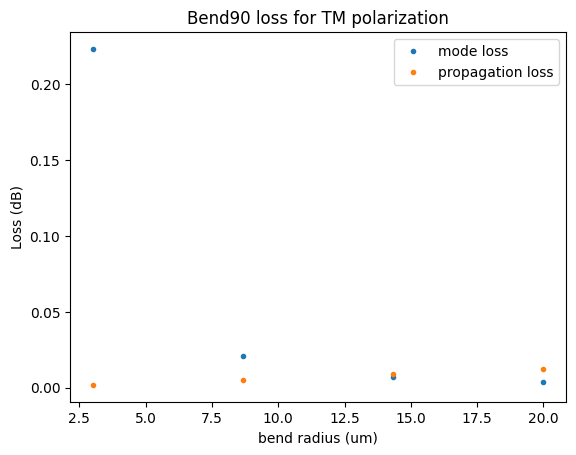 Bend90 loss for TM polarization
mode loss
propagation loss
0.20
0.15
0.10
0.05
0.00
Loss (dB)
2.5 5.0 7.5 10.0 12.5 15.0 17.5 20.0
bend radius (um)